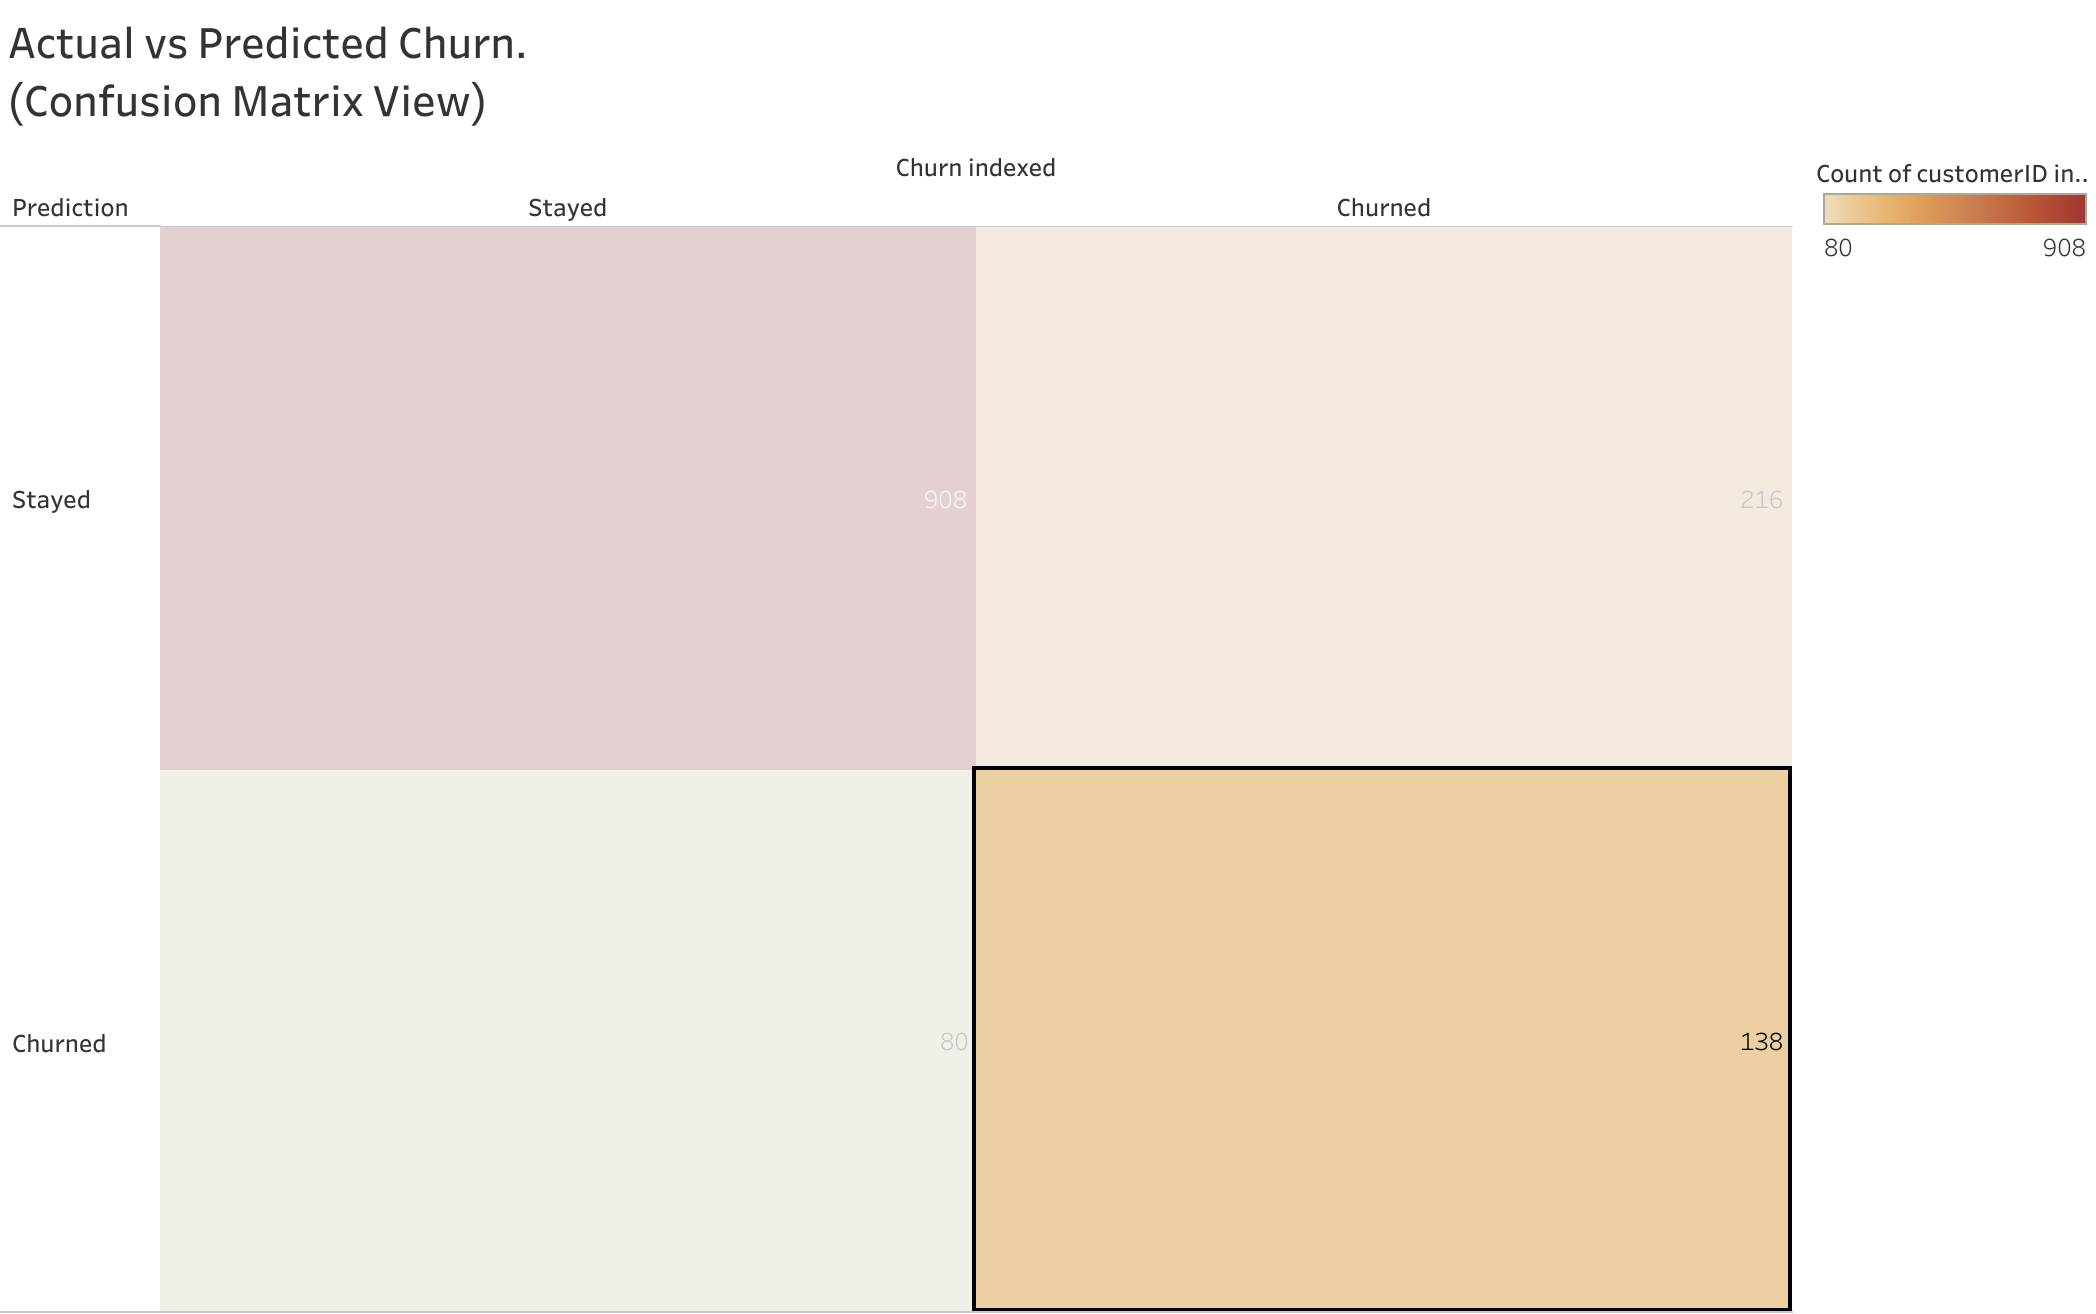 Actual vs Predicted Churn.
(Confusion Matrix View)
Churn indexed
Prediction Stayed Churned
Stayed 908 216
Churned 80 138
Count of customerID in..
80 908